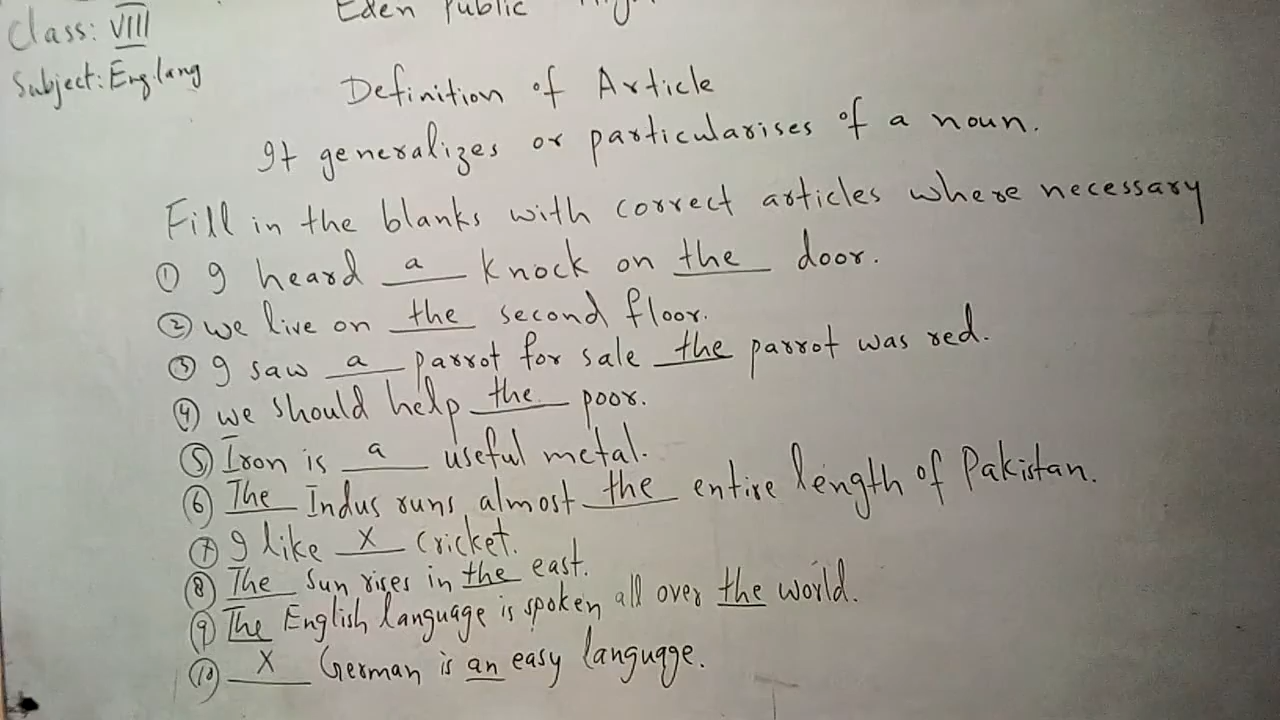 Class: VIII
Eden Public
Subject: Eng.lang
Definition of Article
It generalizes or particularises of a noun.
Fill in the blanks with correct articles where necessary
① I heard a knock on the door.
② we live on the second floor.
③ I saw a parrot for sale the parrot was red.
④ we should help the poor.
⑤ Iron is a useful metal.
⑥ The Indus runs almost the entire length of Pakistan.
⑦ I like X cricket.
⑧ The Sun rises in the east.
⑨ The English language is spoken all over the world.
⑩ X German is an easy language.